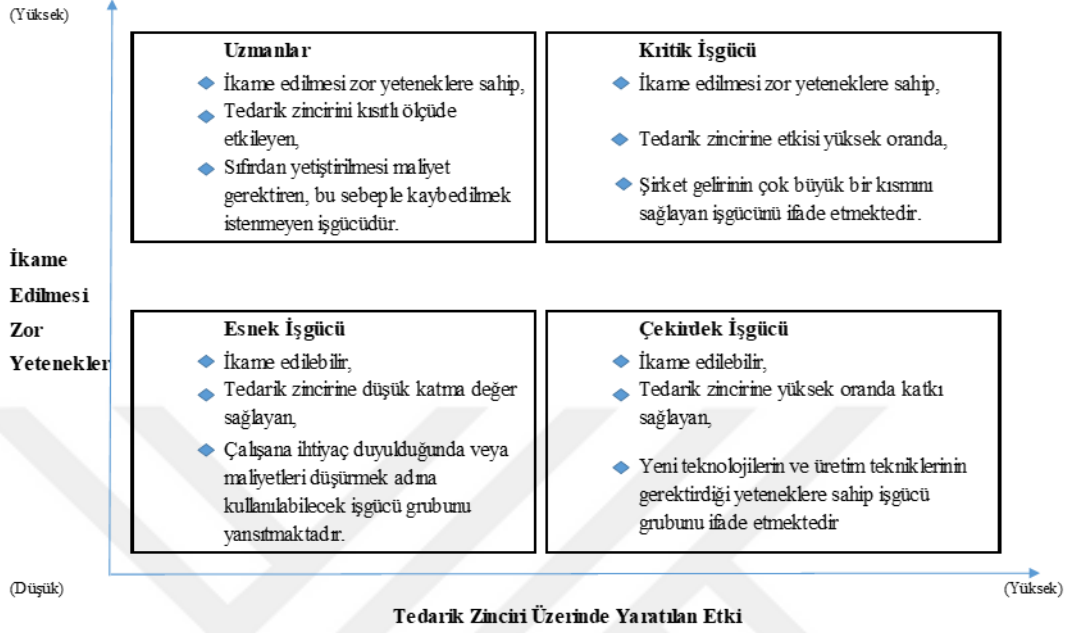 (Yüksek)
Uzmanlar
İkame edilmesi zor yeteneklere sahip,
Tedarik zincirini kısıtlı ölçüde
etkileyen,
Sıfırdan yetiştirilmesi maliyet
gerektiren, bu sebeple kaybedilmek
istenmeyen işgücüdür.
Kritik İşgücü
İkame edilmesi zor yeteneklere sahip,
Tedarik zincirine etkisi yüksek oranda,
Şirket gelirinin çok büyük bir kısmını
sağlayan işgücünü ifade etmektedir.
İkame
Edilmesi
Zor
Yetenekler
Esnek İşgücü
İkame edilebilir,
Tedarik zincirine düşük katma değer
sağlayan,
Çalışana ihtiyaç duyulduğunda veya
maliyetleri düşürmek adına
kullanılabilecek işgücü grubunu
yansıtmaktadır.
Çekirdek İşgücü
İkame edilebilir,
Tedarik zincirine yüksek oranda katkı
sağlayan,
Yeni teknolojilerin ve üretim tekniklerinin
gerektirdiği yeteneklere sahip işgücü
grubunu ifade etmektedir
(Düşük)
(Yüksek)
Tedarik Zinciri Üzerinde Yaratılan Etki